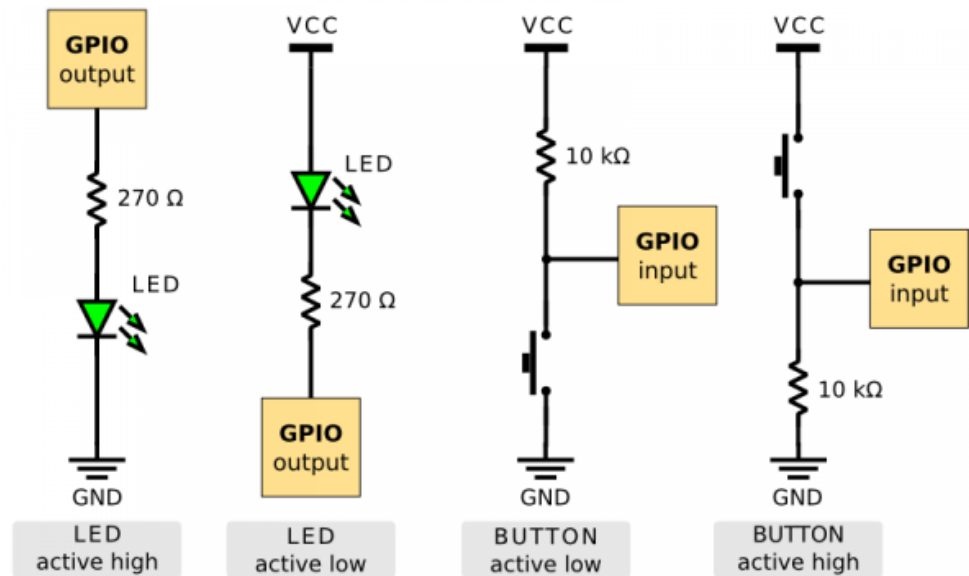 GPIO
output
270 Ω
LED
GND
LED
active high
VCC
LED
270 Ω
GPIO
output
LED
active low
VCC
10 kΩ
GPIO
input
GND
BUTTON
active low
VCC
GPIO
input
10 kΩ
GND
BUTTON
active high